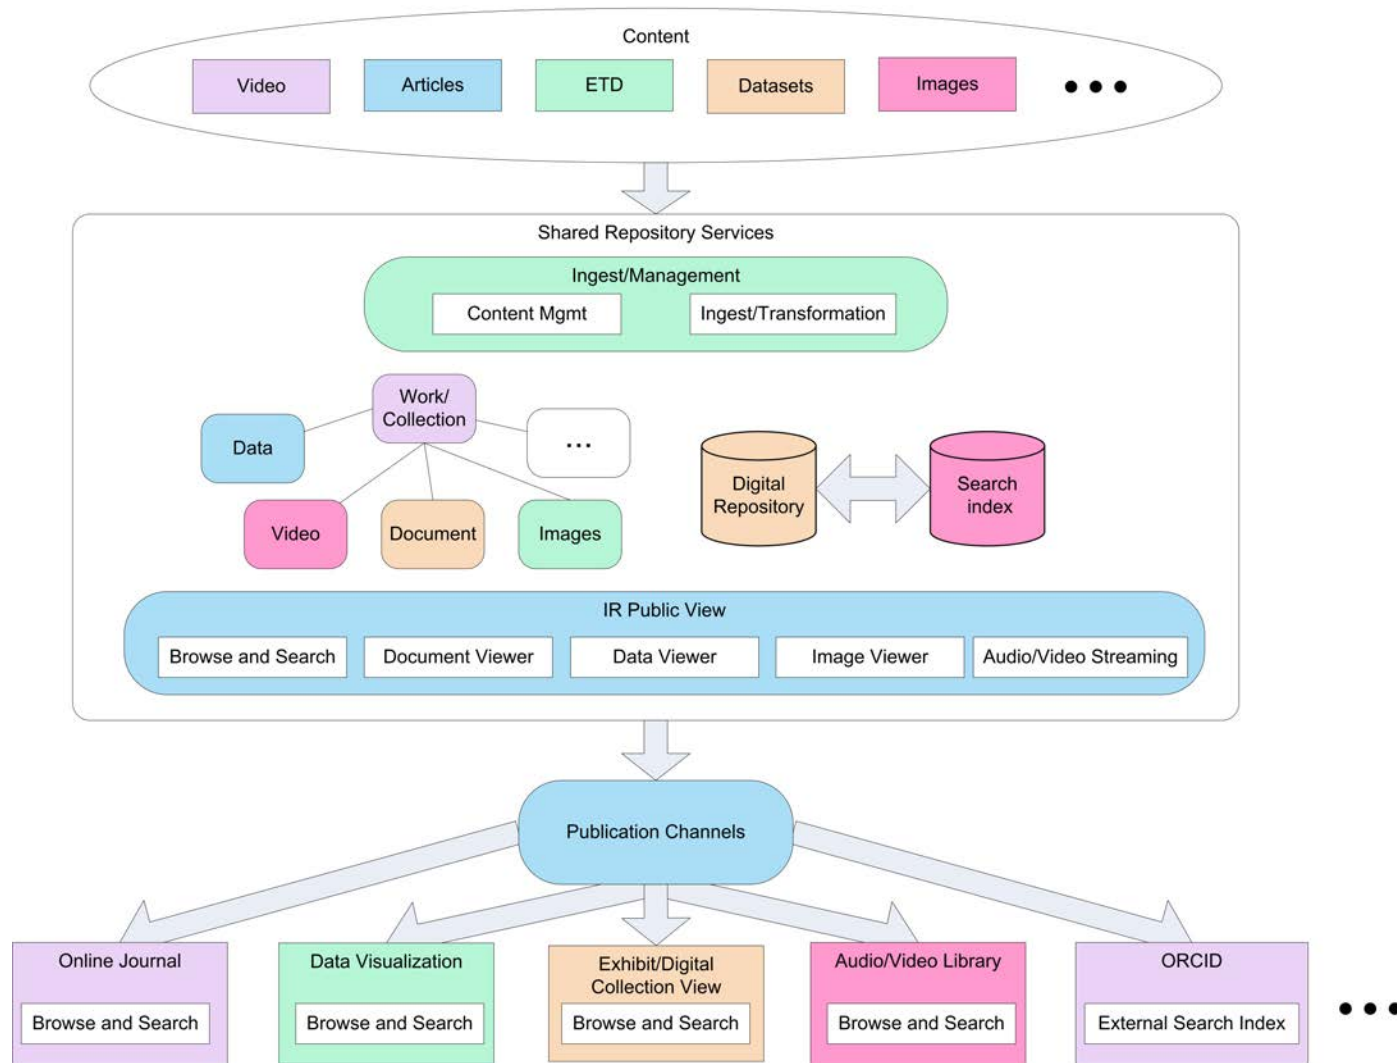 Content
Video
Articles
ETD
Datasets
Images
Shared Repository Services
Ingest/Management
Content Mgmt
Ingest/Transformation
Work/
Collection
Data
...
Video
Document
Images
Digital
Repository
Search
index
IR Public View
Browse and Search
Document Viewer
Data Viewer
Image Viewer
Audio/Video Streaming
Publication Channels
Online Journal
Browse and Search
Data Visualization
Browse and Search
Exhibit/Digital
Collection View
Browse and Search
Audio/Video Library
Browse and Search
ORCID
External Search Index